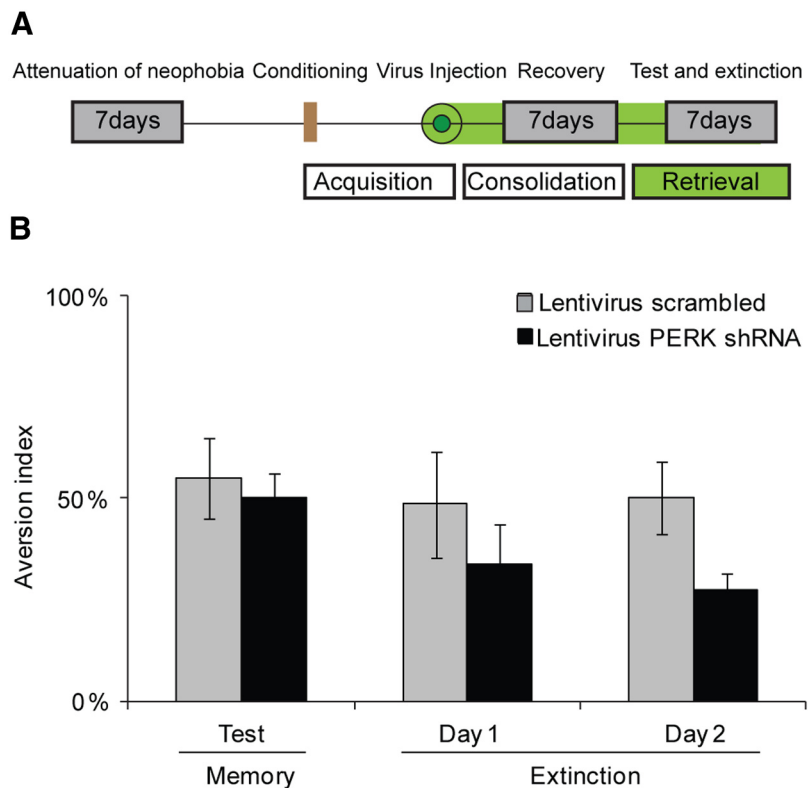 A
Attenuation of neophobia Conditioning Virus Injection Recovery Test and extinction
7days 7days 7days
Acquisition Consolidation Retrieval
B
100%
Lentivirus scrambled
Lentivirus PERK shRNA
Aversion index
50%
0%
Test Day 1 Day 2
Memory Extinction